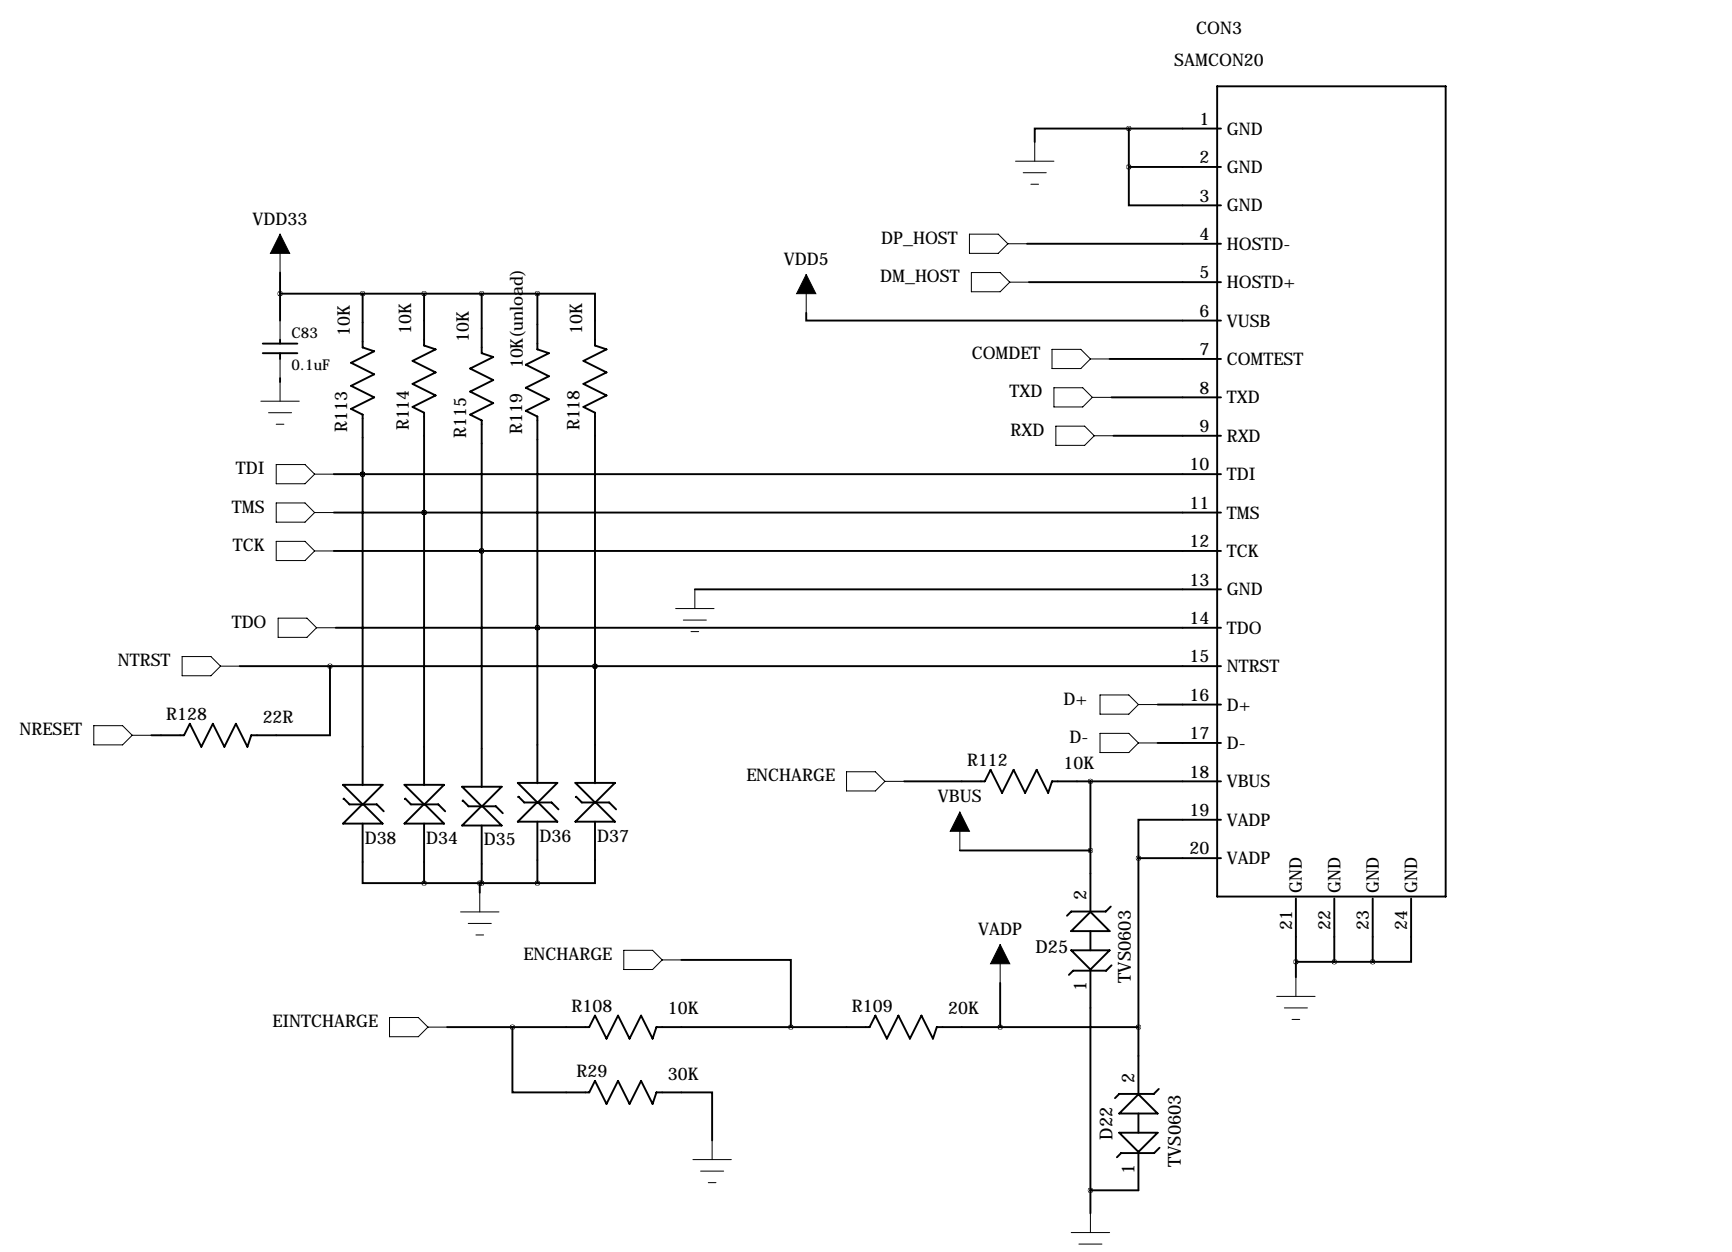 CON3
SAMCON20
1 GND
2 GND
3 GND
VDD33
DP_HOST 4 HOSTD-
VDD5
DM_HOST 5 HOSTD+
10K
10K
10K
10K(unload)
10K
6 VUSB
C83
0.1uF
COMDET 7 COMTEST
TXD 8 TXD
R113
R114
R115
R119
R118
RXD 9 RXD
TDI 10 TDI
TMS 11 TMS
TCK 12 TCK
13 GND
TDO 14 TDO
NTRST 15 NTRST
D+ 16 D+
NRESET R128 22R
D- 17 D-
ENCHARGE R112 10K 18 VBUS
VBUS
19 VADP
D38 D34 D35 D36 D37
20 VADP
GND GND GND GND
21 22 23 24
2
VADP
D25
TVS0603
1
ENCHARGE
R108 10K R109 20K
EINTCHARGE
R29 30K
2
D22
TVS0603
1